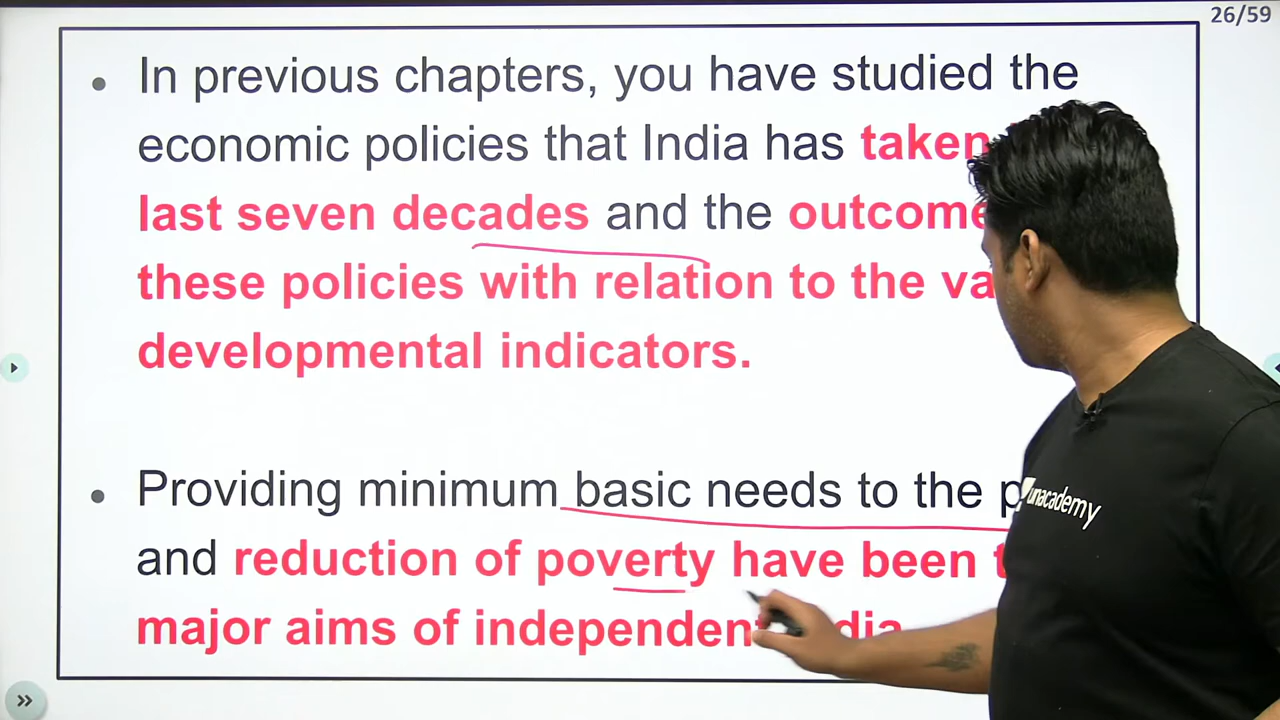 26/59
In previous chapters, you have studied the
economic policies that India has taken
last seven decades and the outcome
these policies with relation to the va
developmental indicators.
Providing minimum basic needs to the p
and reduction of poverty have been t
major aims of independent
unacademy